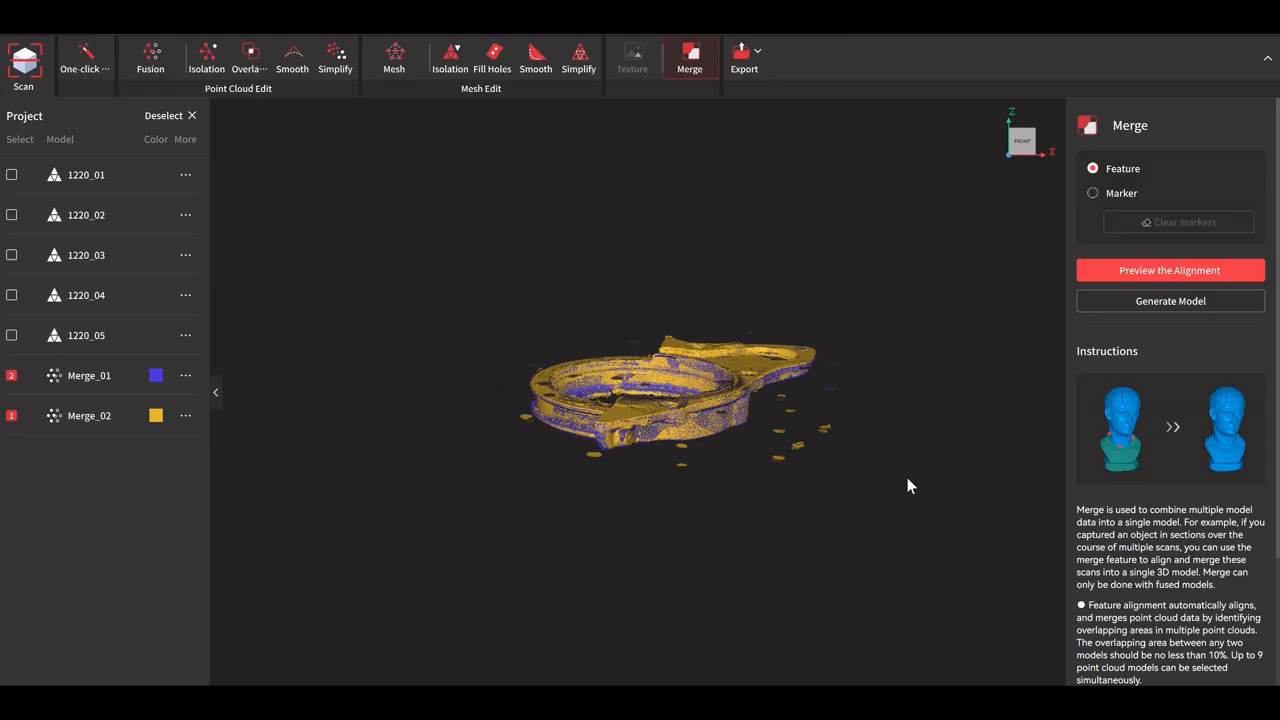 Scan
One-click ···
Fusion
Isolation
Overla···
Smooth
Simplify
Point Cloud Edit
Mesh
Isolation
Fill Holes
Smooth
Simplify
Mesh Edit
Texture
Merge
Export
Project
Deselect
Select Model Color More
1220_01
1220_02
1220_03
1220_04
1220_05
2 Merge_01
1 Merge_02
Z
FRONT
X
Merge
Feature
Marker
Clear markers
Preview the Alignment
Generate Model
Instructions
Merge is used to combine multiple model
data into a single model. For example, if you
captured an object in sections over the
course of multiple scans, you can use the
merge feature to align and merge these
scans into a single 3D model. Merge can
only be done with fused models.
● Feature alignment automatically aligns,
and merges point cloud data by identifying
overlapping areas in multiple point clouds.
The overlapping area between any two
models should be no less than 10%. Up to 9
point cloud models can be selected
simultaneously.